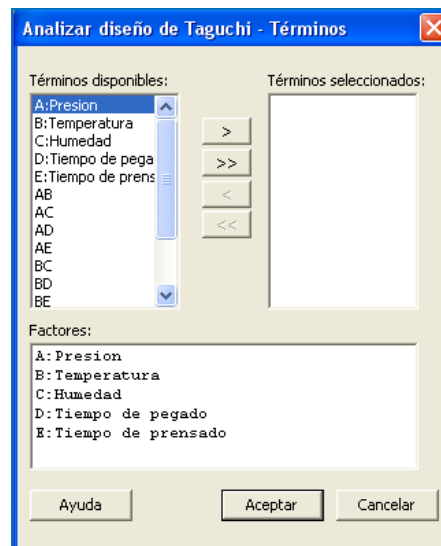 Analizar diseño de Taguchi - Términos
Términos disponibles:
A:Presion
B:Temperatura
C:Humedad
D:Tiempo de pega
E:Tiempo de prens
AB
AC
AD
AE
BC
BD
BE
>
>>
<
<<
Términos seleccionados:
Factores:
A:Presion
B:Temperatura
C:Humedad
D:Tiempo de pegado
E:Tiempo de prensado
Ayuda
Aceptar
Cancelar